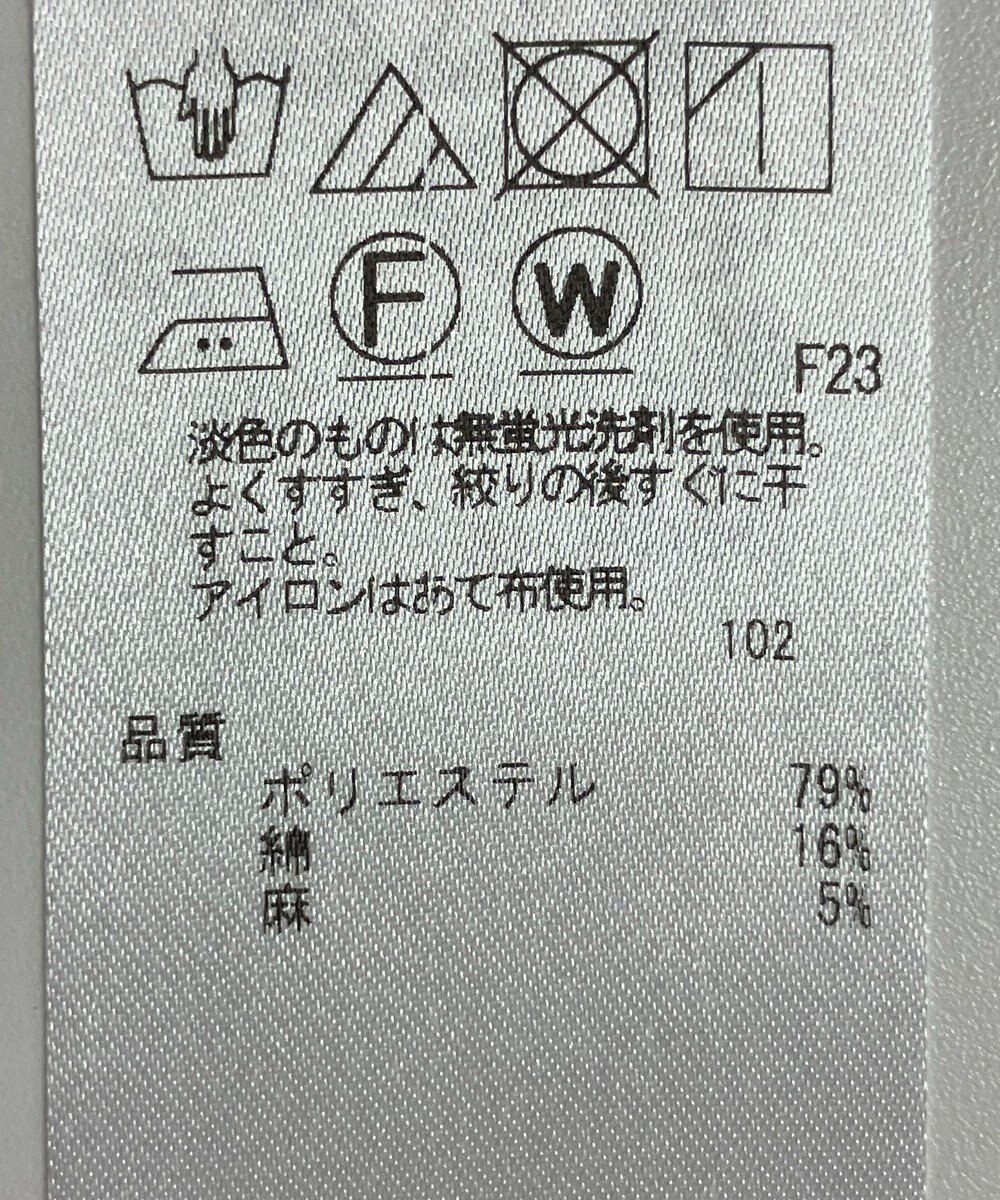 F W
F23
淡色のものは無蛍光洗剤を使用。
よくすすぎ、絞りの後すぐに干
すこと。
アイロンはあて布使用。
102
品質
ポリエステル 79%
綿 16%
麻 5%